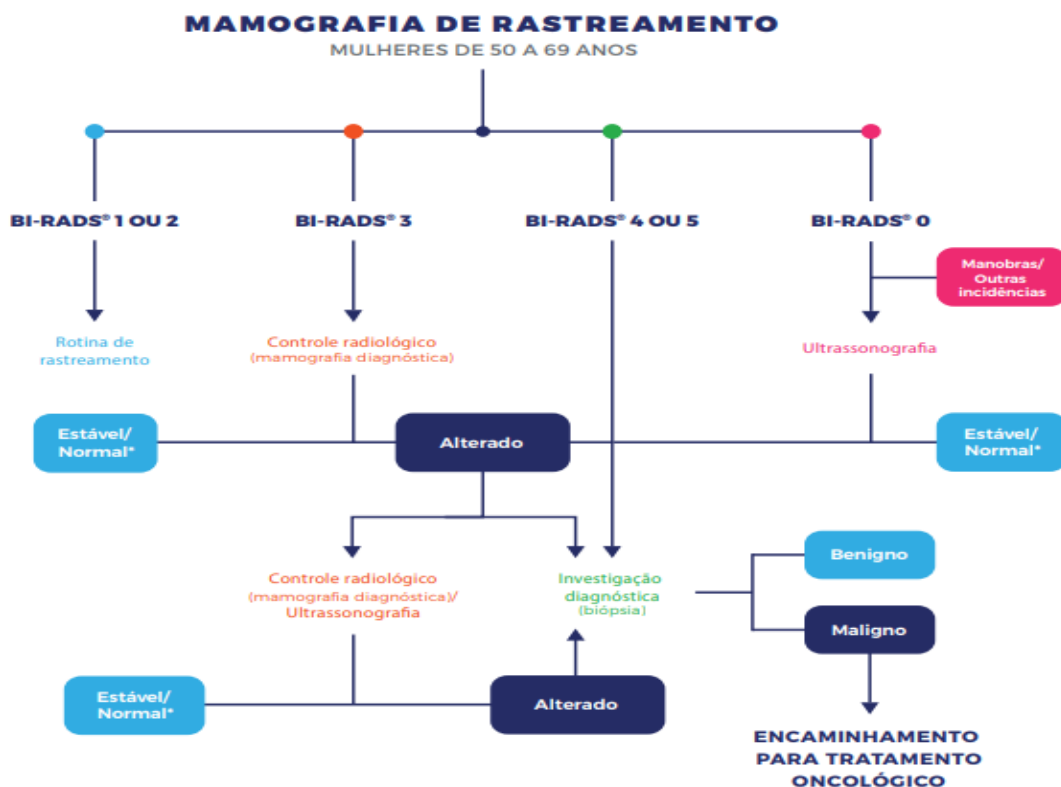 MAMOGRAFIA DE RASTREAMENTO
MULHERES DE 50 A 69 ANOS
BI-RADS® 1 OU 2
BI-RADS® 3
BI-RADS® 4 OU 5
BI-RADS® 0
Manobras/
Outras
incidências
Rotina de
rastreamento
Controle radiológico
(mamografia diagnóstica)
Ultrassonografia
Estável/
Normal*
Alterado
Estável/
Normal*
Controle radiológico
(mamografia diagnóstica)/
Ultrassonografia
Investigação
diagnóstica
(biópsia)
Benigno
Maligno
Estável/
Normal*
Alterado
ENCAMINHAMENTO
PARA TRATAMENTO
ONCOLÓGICO